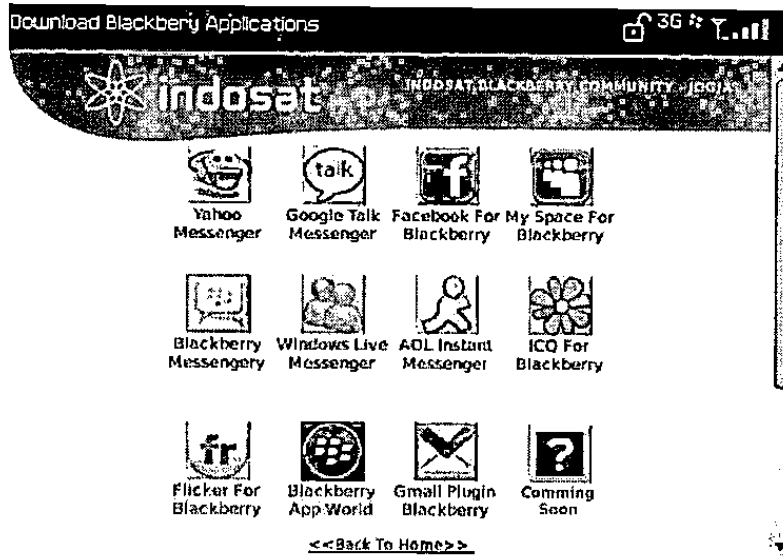 Download Blackbery Applications
3G
indosat
INDOSAT BLACKBERRY COMMUNITY - JOGJA
talk
Yahoo Messenger
Google Talk Messenger
Facebook For Blackberry
My Space For Blackberry
Blackberry Messengery
Windows Live Messenger
AOL Instant Messenger
ICQ For Blackberry
fr
Flicker For Blackberry
Blackberry App World
Gmail Plugin Blackberry
?
Comming Soon
<<Back To Home>>